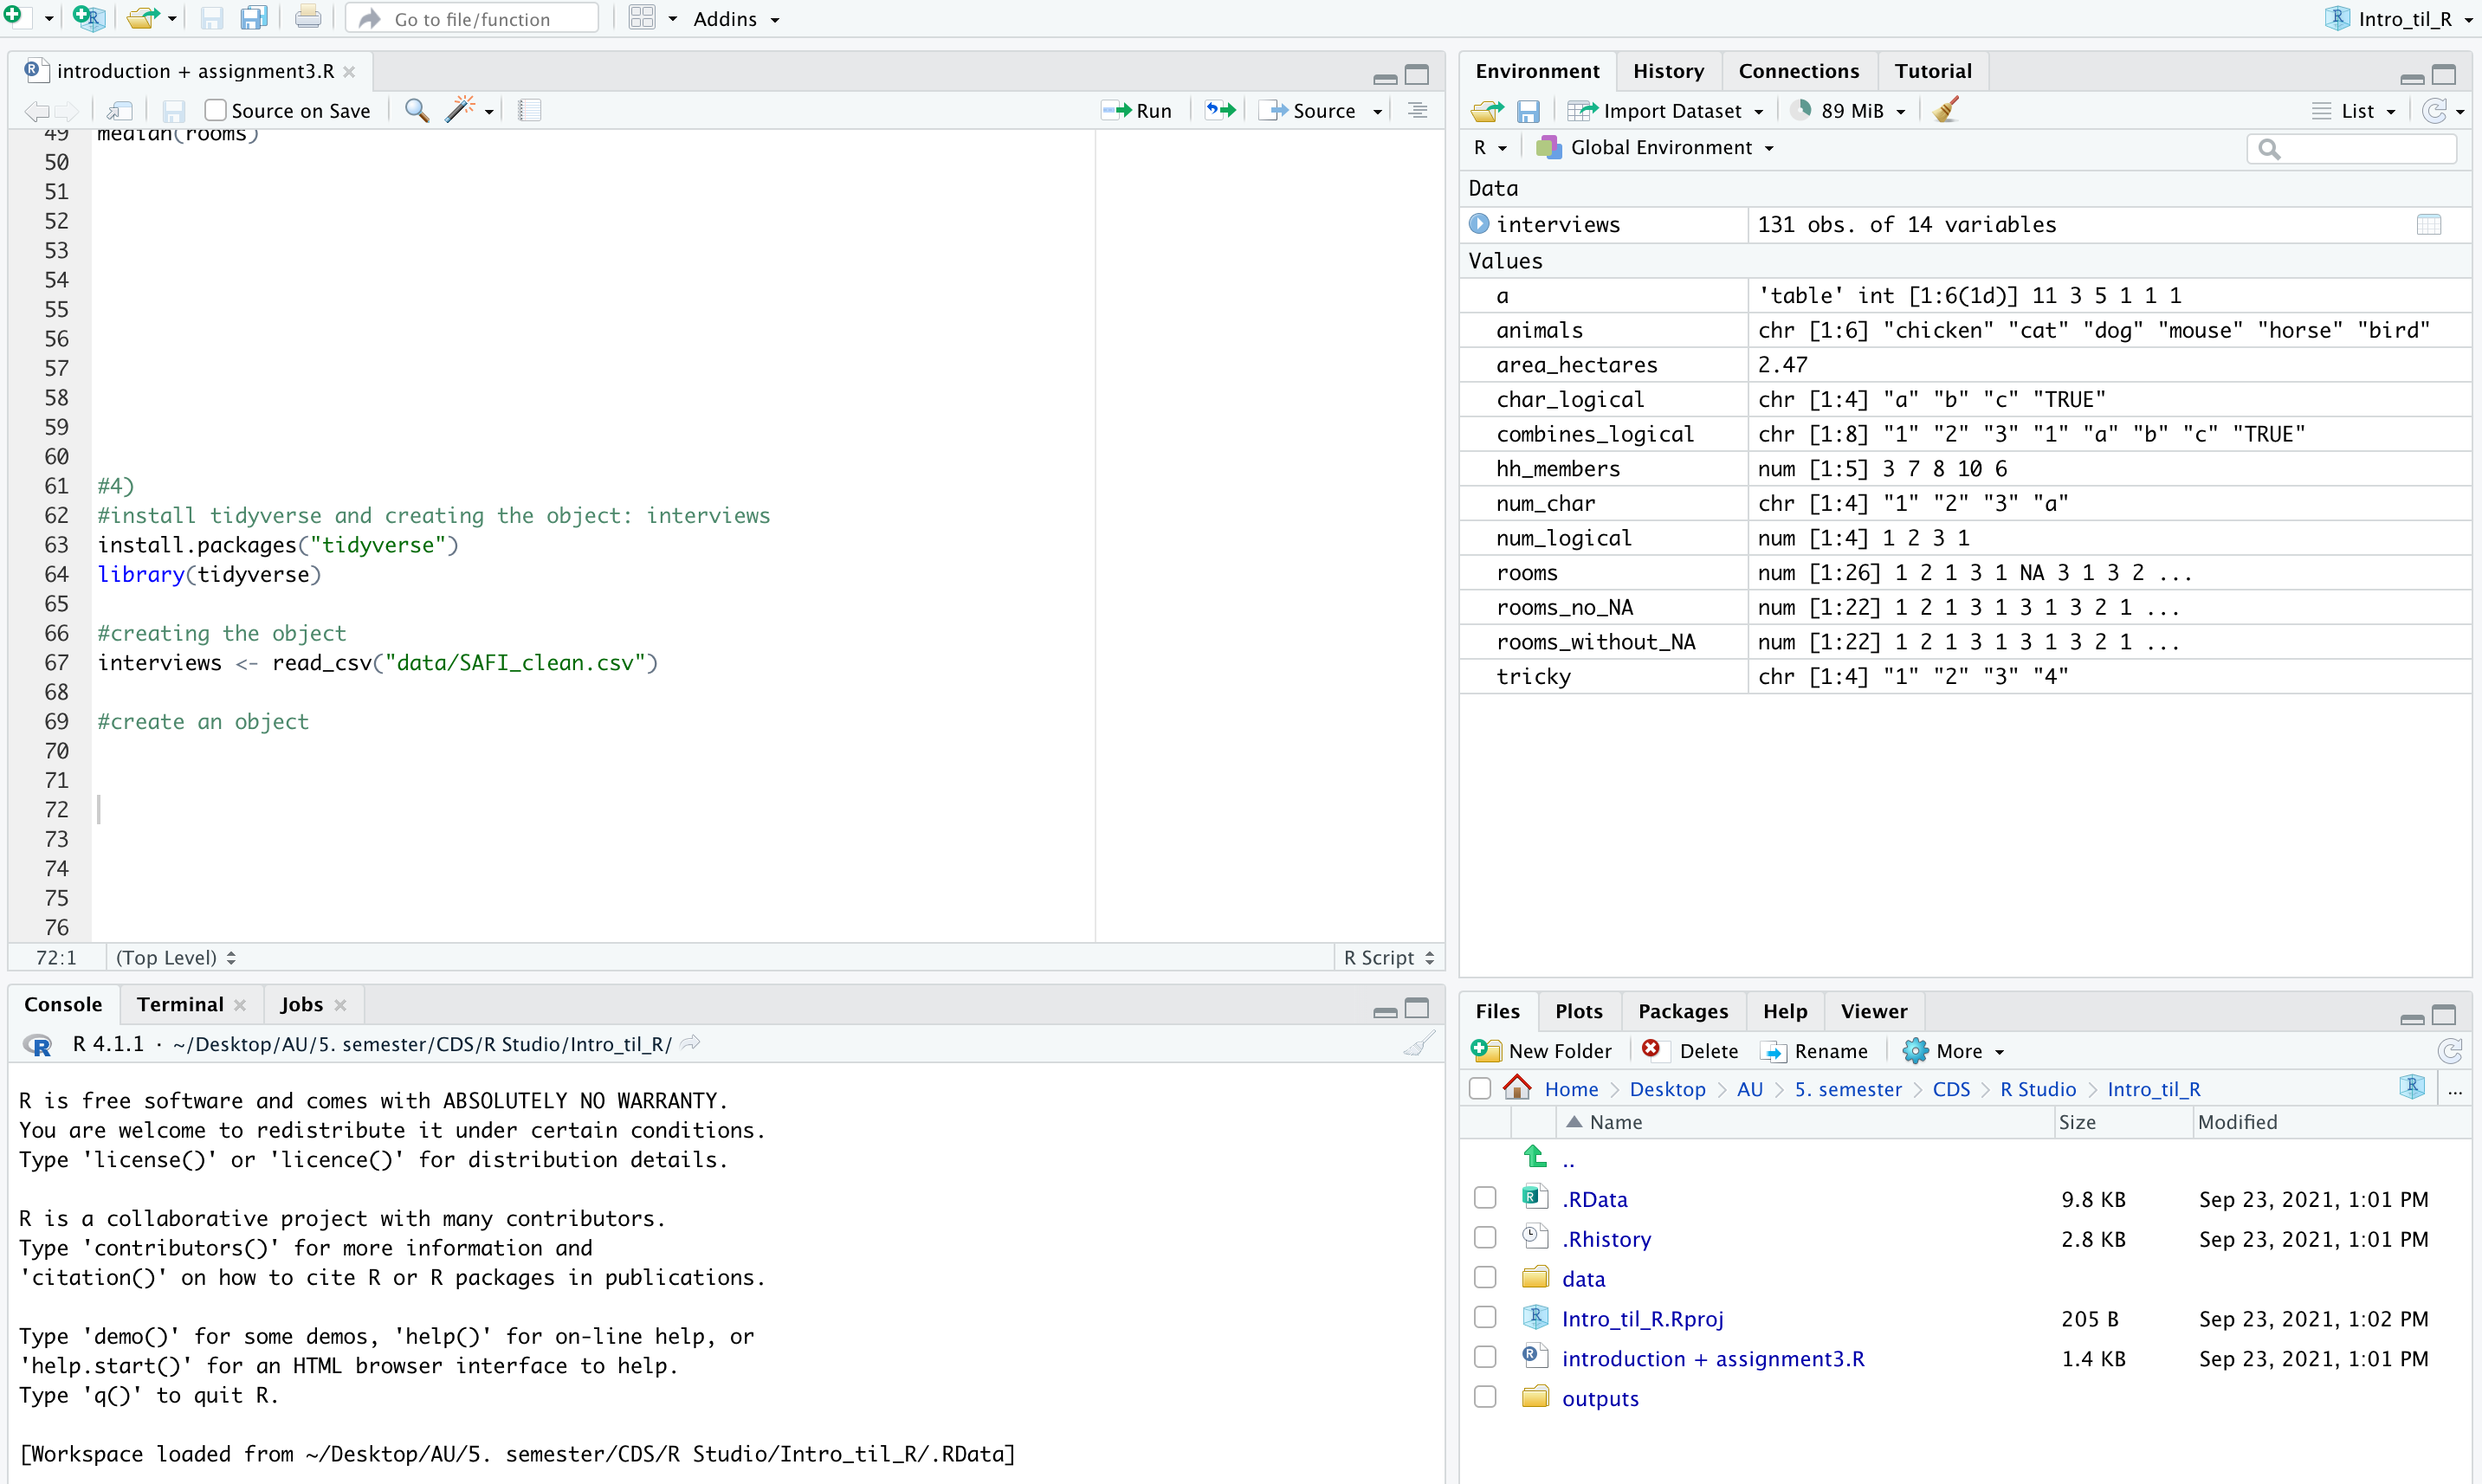 Go to file/function
Addins
Intro_til_R
introduction + assignment3.R
Source on Save
Run
Source
49 median(rooms)
50
51
52
53
54
55
56
57
58
59
60
61 #4)
62 #install tidyverse and creating the object: interviews
63 install.packages("tidyverse")
64 library(tidyverse)
65
66 #creating the object
67 interviews <- read_csv("data/SAFI_clean.csv")
68
69 #create an object
70
71
72
73
74
75
76
72:1 (Top Level) R Script
Console Terminal Jobs
R 4.1.1 · ~/Desktop/AU/5. semester/CDS/R Studio/Intro_til_R/
R is free software and comes with ABSOLUTELY NO WARRANTY.
You are welcome to redistribute it under certain conditions.
Type 'license()' or 'licence()' for distribution details.
R is a collaborative project with many contributors.
Type 'contributors()' for more information and
'citation()' on how to cite R or R packages in publications.
Type 'demo()' for some demos, 'help()' for on-line help, or
'help.start()' for an HTML browser interface to help.
Type 'q()' to quit R.
[Workspace loaded from ~/Desktop/AU/5. semester/CDS/R Studio/Intro_til_R/.RData]
Environment History Connections Tutorial
Import Dataset 89 MiB List
R Global Environment
Data
interviews 131 obs. of 14 variables
Values
a 'table' int [1:6(1d)] 11 3 5 1 1 1
animals chr [1:6] "chicken" "cat" "dog" "mouse" "horse" "bird"
area_hectares 2.47
char_logical chr [1:4] "a" "b" "c" "TRUE"
combines_logical chr [1:8] "1" "2" "3" "1" "a" "b" "c" "TRUE"
hh_members num [1:5] 3 7 8 10 6
num_char chr [1:4] "1" "2" "3" "a"
num_logical num [1:4] 1 2 3 1
rooms num [1:26] 1 2 1 3 1 NA 3 1 3 2 ...
rooms_no_NA num [1:22] 1 2 1 3 1 3 1 3 2 1 ...
rooms_without_NA num [1:22] 1 2 1 3 1 3 1 3 2 1 ...
tricky chr [1:4] "1" "2" "3" "4"
Files Plots Packages Help Viewer
New Folder Delete Rename More
Home Desktop AU 5. semester CDS R Studio Intro_til_R ...
Name Size Modified
..
.RData 9.8 KB Sep 23, 2021, 1:01 PM
.Rhistory 2.8 KB Sep 23, 2021, 1:01 PM
data
Intro_til_R.Rproj 205 B Sep 23, 2021, 1:02 PM
introduction + assignment3.R 1.4 KB Sep 23, 2021, 1:01 PM
outputs